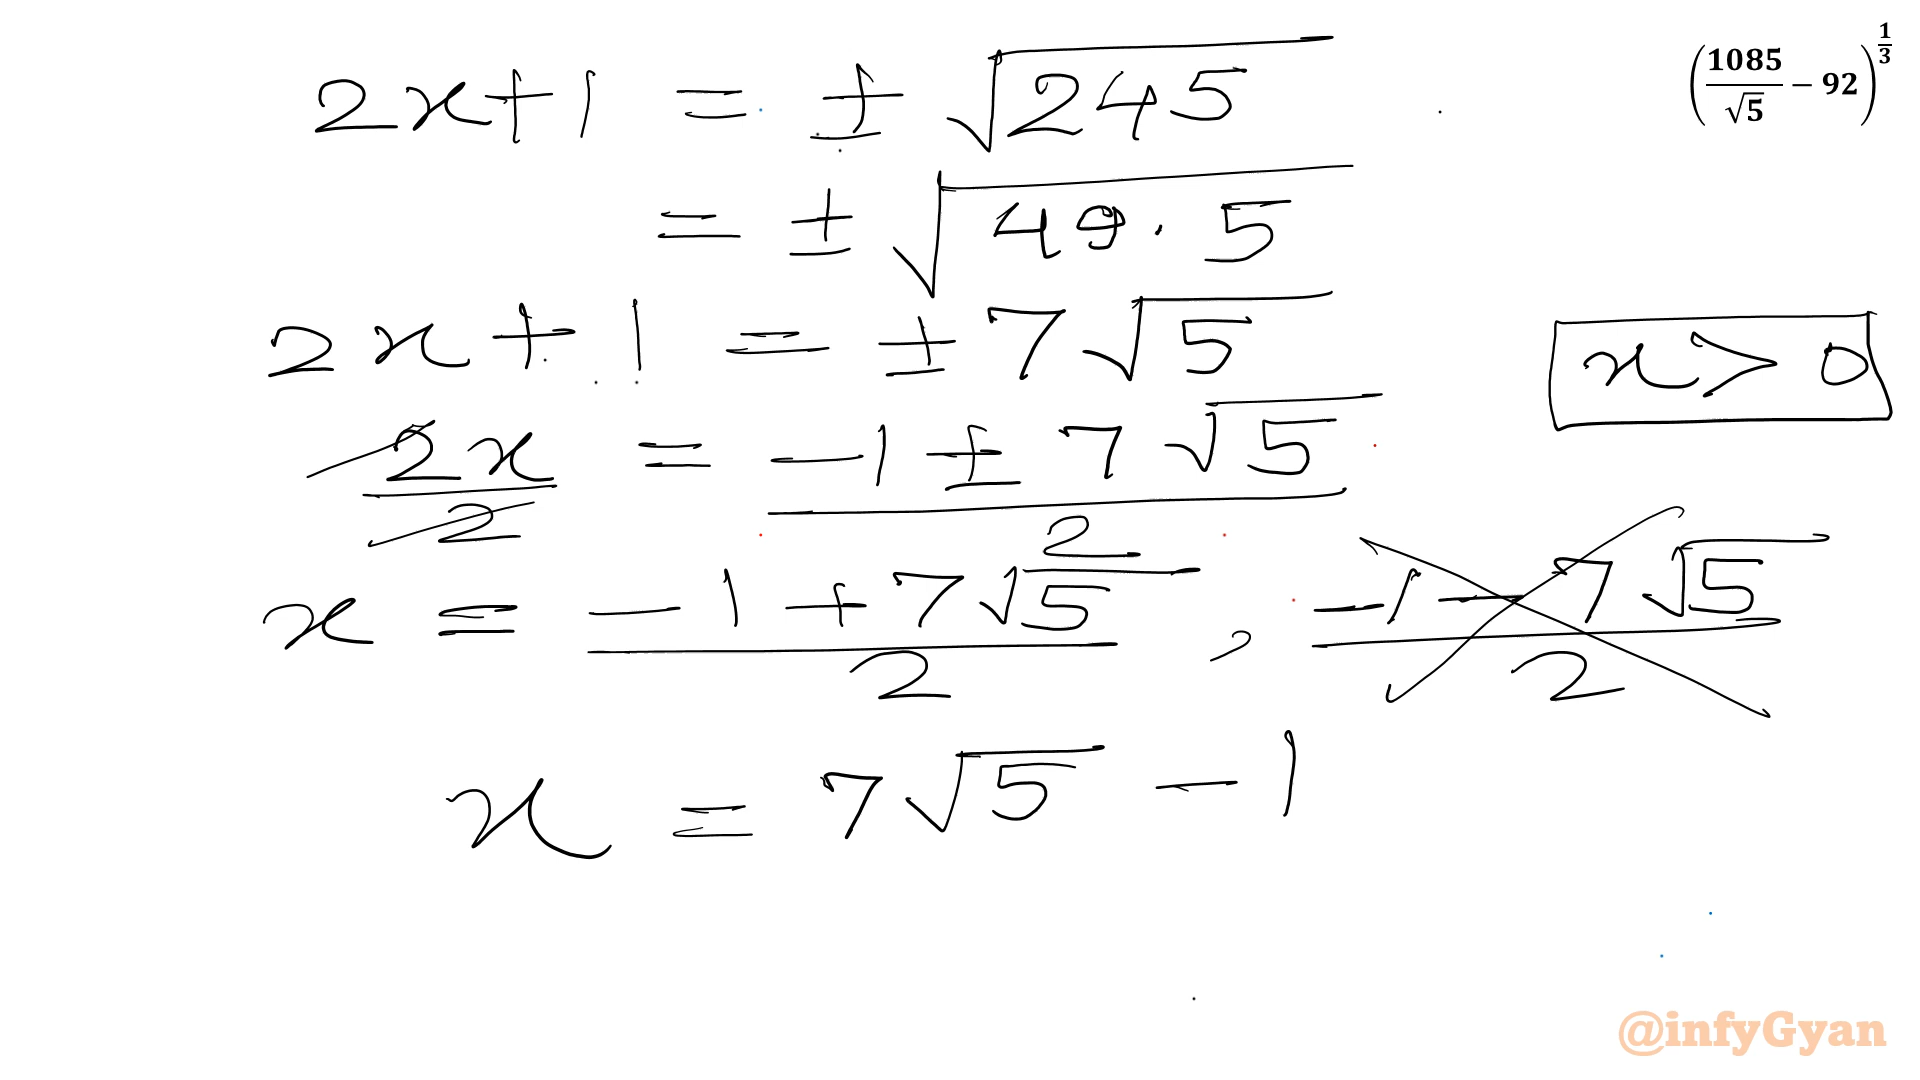 2x+1 = ±√245
(1085/√5 − 92)^(1/3)
= ±√49·5
2x+1 = ±7√5
x>0
2x/2 = −1±7√5/2
x = −1+7√5/2 , −1−7√5/2
x = 7√5−1
@infyGyan